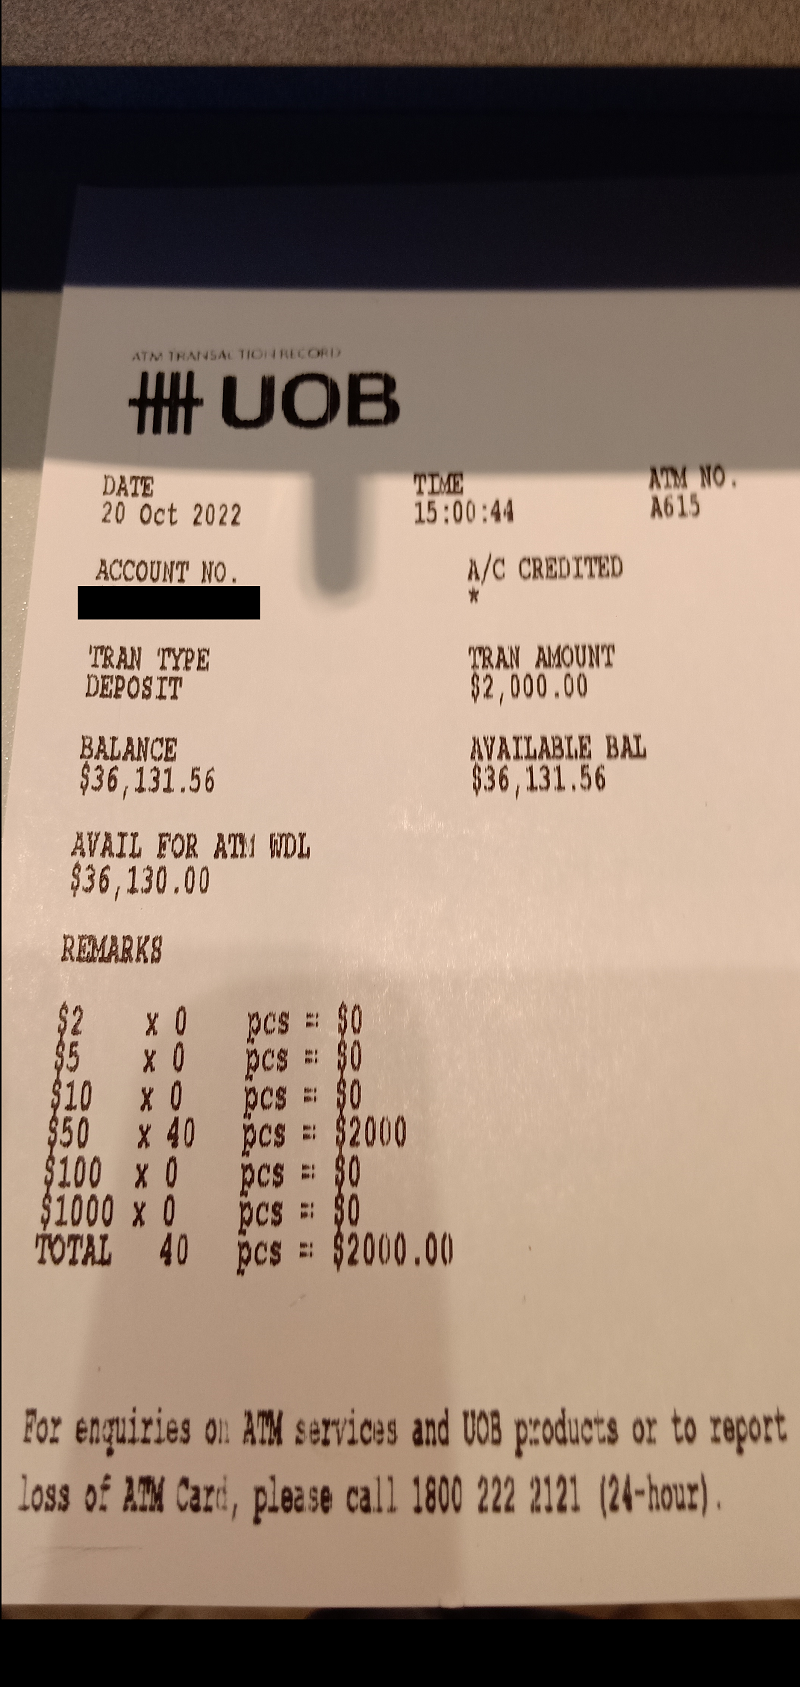 ATM TRANSACTION RECORD
UOB
DATE TIME ATM NO.
20 Oct 2022 15:00:44 A615
ACCOUNT NO. A/C CREDITED
*
TRAN TYPE TRAN AMOUNT
DEPOSIT $2,000.00
BALANCE AVAILABLE BAL
$36,131.56 $36,131.56
AVAIL FOR ATM WDL
$36,130.00
REMARKS
$2 x 0 pcs = $0
$5 x 0 pcs = $0
$10 x 0 pcs = $0
$50 x 40 pcs = $2000
$100 x 0 pcs = $0
$1000 x 0 pcs = $0
TOTAL 40 pcs = $2000.00
For enquiries on ATM services and UOB products or to report
loss of ATM Card, please call 1800 222 2121 (24-hour).